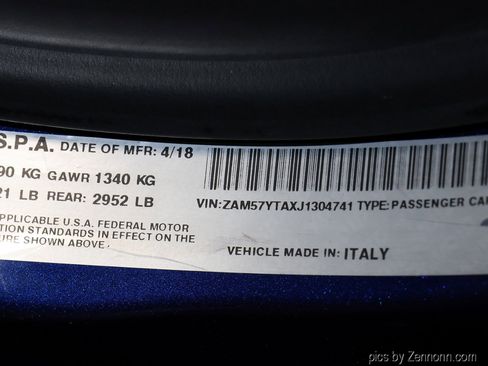 S.P.A. DATE OF MFR: 4/18
90 KG GAWR 1340 KG
21 LB REAR: 2952 LB
VIN:ZAM57YTAXJ1304741 TYPE:PASSENGER CAR
APPLICABLE U.S.A. FEDERAL MOTOR
TION STANDARDS IN EFFECT ON THE
URE SHOWN ABOVE.
VEHICLE MADE IN: ITALY
pics by Zennonn.com